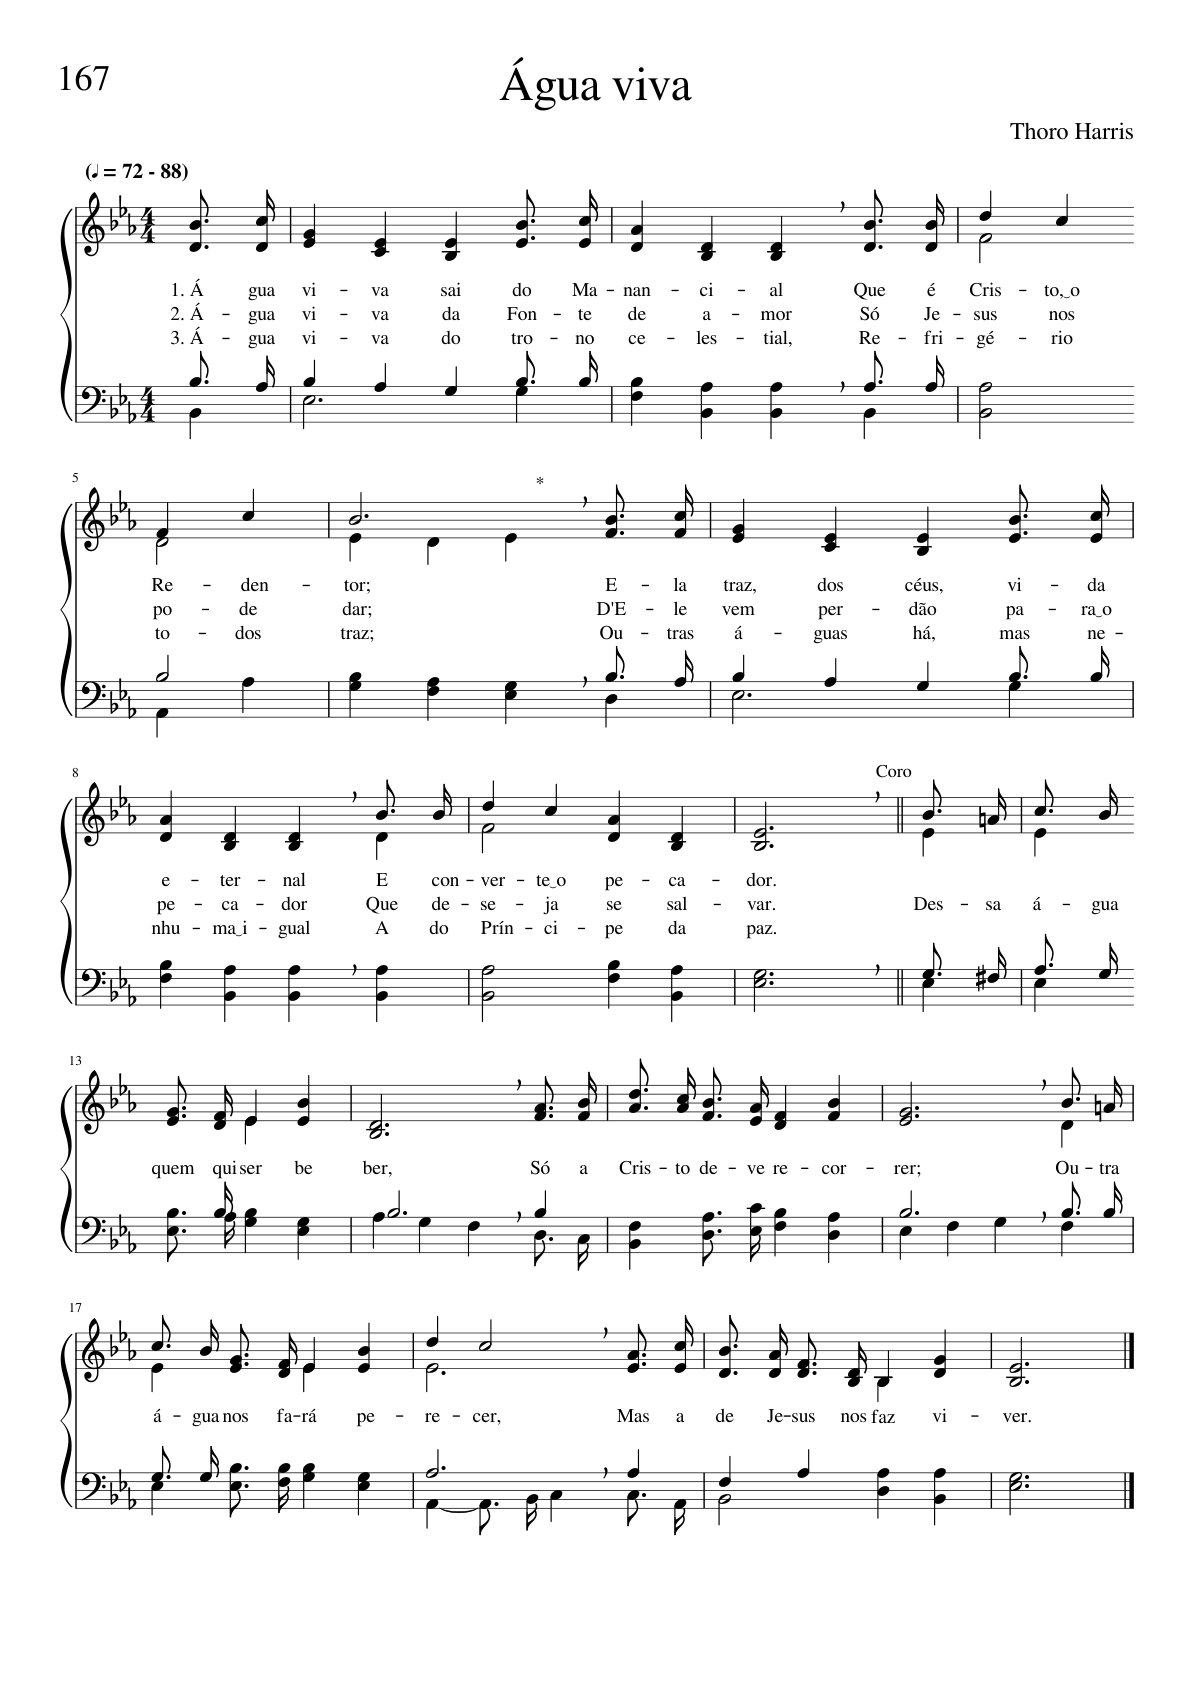 167
Água viva
Thoro Harris
(♩ = 72 - 88)
1. Á gua vi - va sai do Ma - nan - ci - al Que é Cris - to,‿o
2. Á - gua vi - va da Fon - te de a - mor Só Je - sus nos
3. Á - gua vi - va do tro - no ce - les - tial, Re - fri - gé - rio
5
*
Re - den - tor; E - la traz, dos céus, vi - da
po - de dar; D'E - le vem per - dão pa - ra‿o
to - dos traz; Ou - tras á - guas há, mas ne -
8
Coro
e - ter - nal E con - ver - te‿o pe - ca - dor.
pe - ca - dor Que de - se - ja se sal - var. Des - sa á - gua
nhu - ma‿i - gual A do Prín - ci - pe da paz.
13
quem quiser be ber, Só a Cris - to de - ve re - cor - rer; Ou - tra
17
á - gua nos fa - rá pe - re - cer, Mas a de Je - sus nos faz vi - ver.